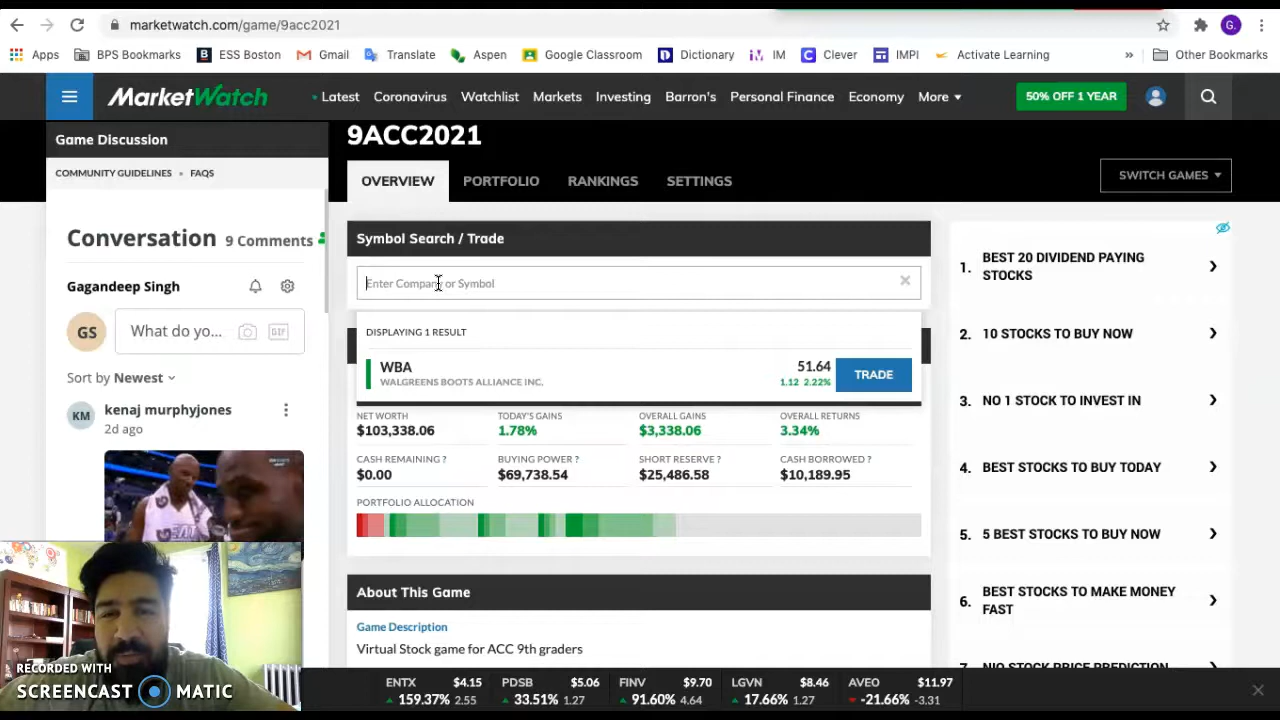 marketwatch.com/game/9acc2021
G.
Apps BPS Bookmarks ESS Boston Gmail Translate Aspen Google Classroom Dictionary IM Clever IMPI Activate Learning » Other Bookmarks
MarketWatch Latest Coronavirus Watchlist Markets Investing Barron's Personal Finance Economy More 50% OFF 1 YEAR
Game Discussion
COMMUNITY GUIDELINES • FAQS
Conversation 9 Comments
Gagandeep Singh
GS What do yo... GIF
Sort by Newest
KM kenaj murphyjones
2d ago
9ACC2021
OVERVIEW PORTFOLIO RANKINGS SETTINGS
SWITCH GAMES
Symbol Search / Trade
Enter Company or Symbol
DISPLAYING 1 RESULT
WBA 51.64
WALGREENS BOOTS ALLIANCE INC. 1.12 2.22%
TRADE
NET WORTH TODAY'S GAINS OVERALL GAINS OVERALL RETURNS
$103,338.06 1.78% $3,338.06 3.34%
CASH REMAINING ? BUYING POWER ? SHORT RESERVE ? CASH BORROWED ?
$0.00 $69,738.54 $25,486.58 $10,189.95
PORTFOLIO ALLOCATION
About This Game
Game Description
Virtual Stock game for ACC 9th graders
1. BEST 20 DIVIDEND PAYING
STOCKS
2. 10 STOCKS TO BUY NOW
3. NO 1 STOCK TO INVEST IN
4. BEST STOCKS TO BUY TODAY
5. 5 BEST STOCKS TO BUY NOW
6. BEST STOCKS TO MAKE MONEY
FAST
7. NIO STOCK PRICE PREDICTION
RECORDED WITH
SCREENCAST MATIC
ENTX $4.15 PDSB $5.06 FINV $9.70 LGVN $8.46 AVEO $11.97
159.37% 2.55 33.51% 1.27 91.60% 4.64 17.66% 1.27 -21.66% -3.31